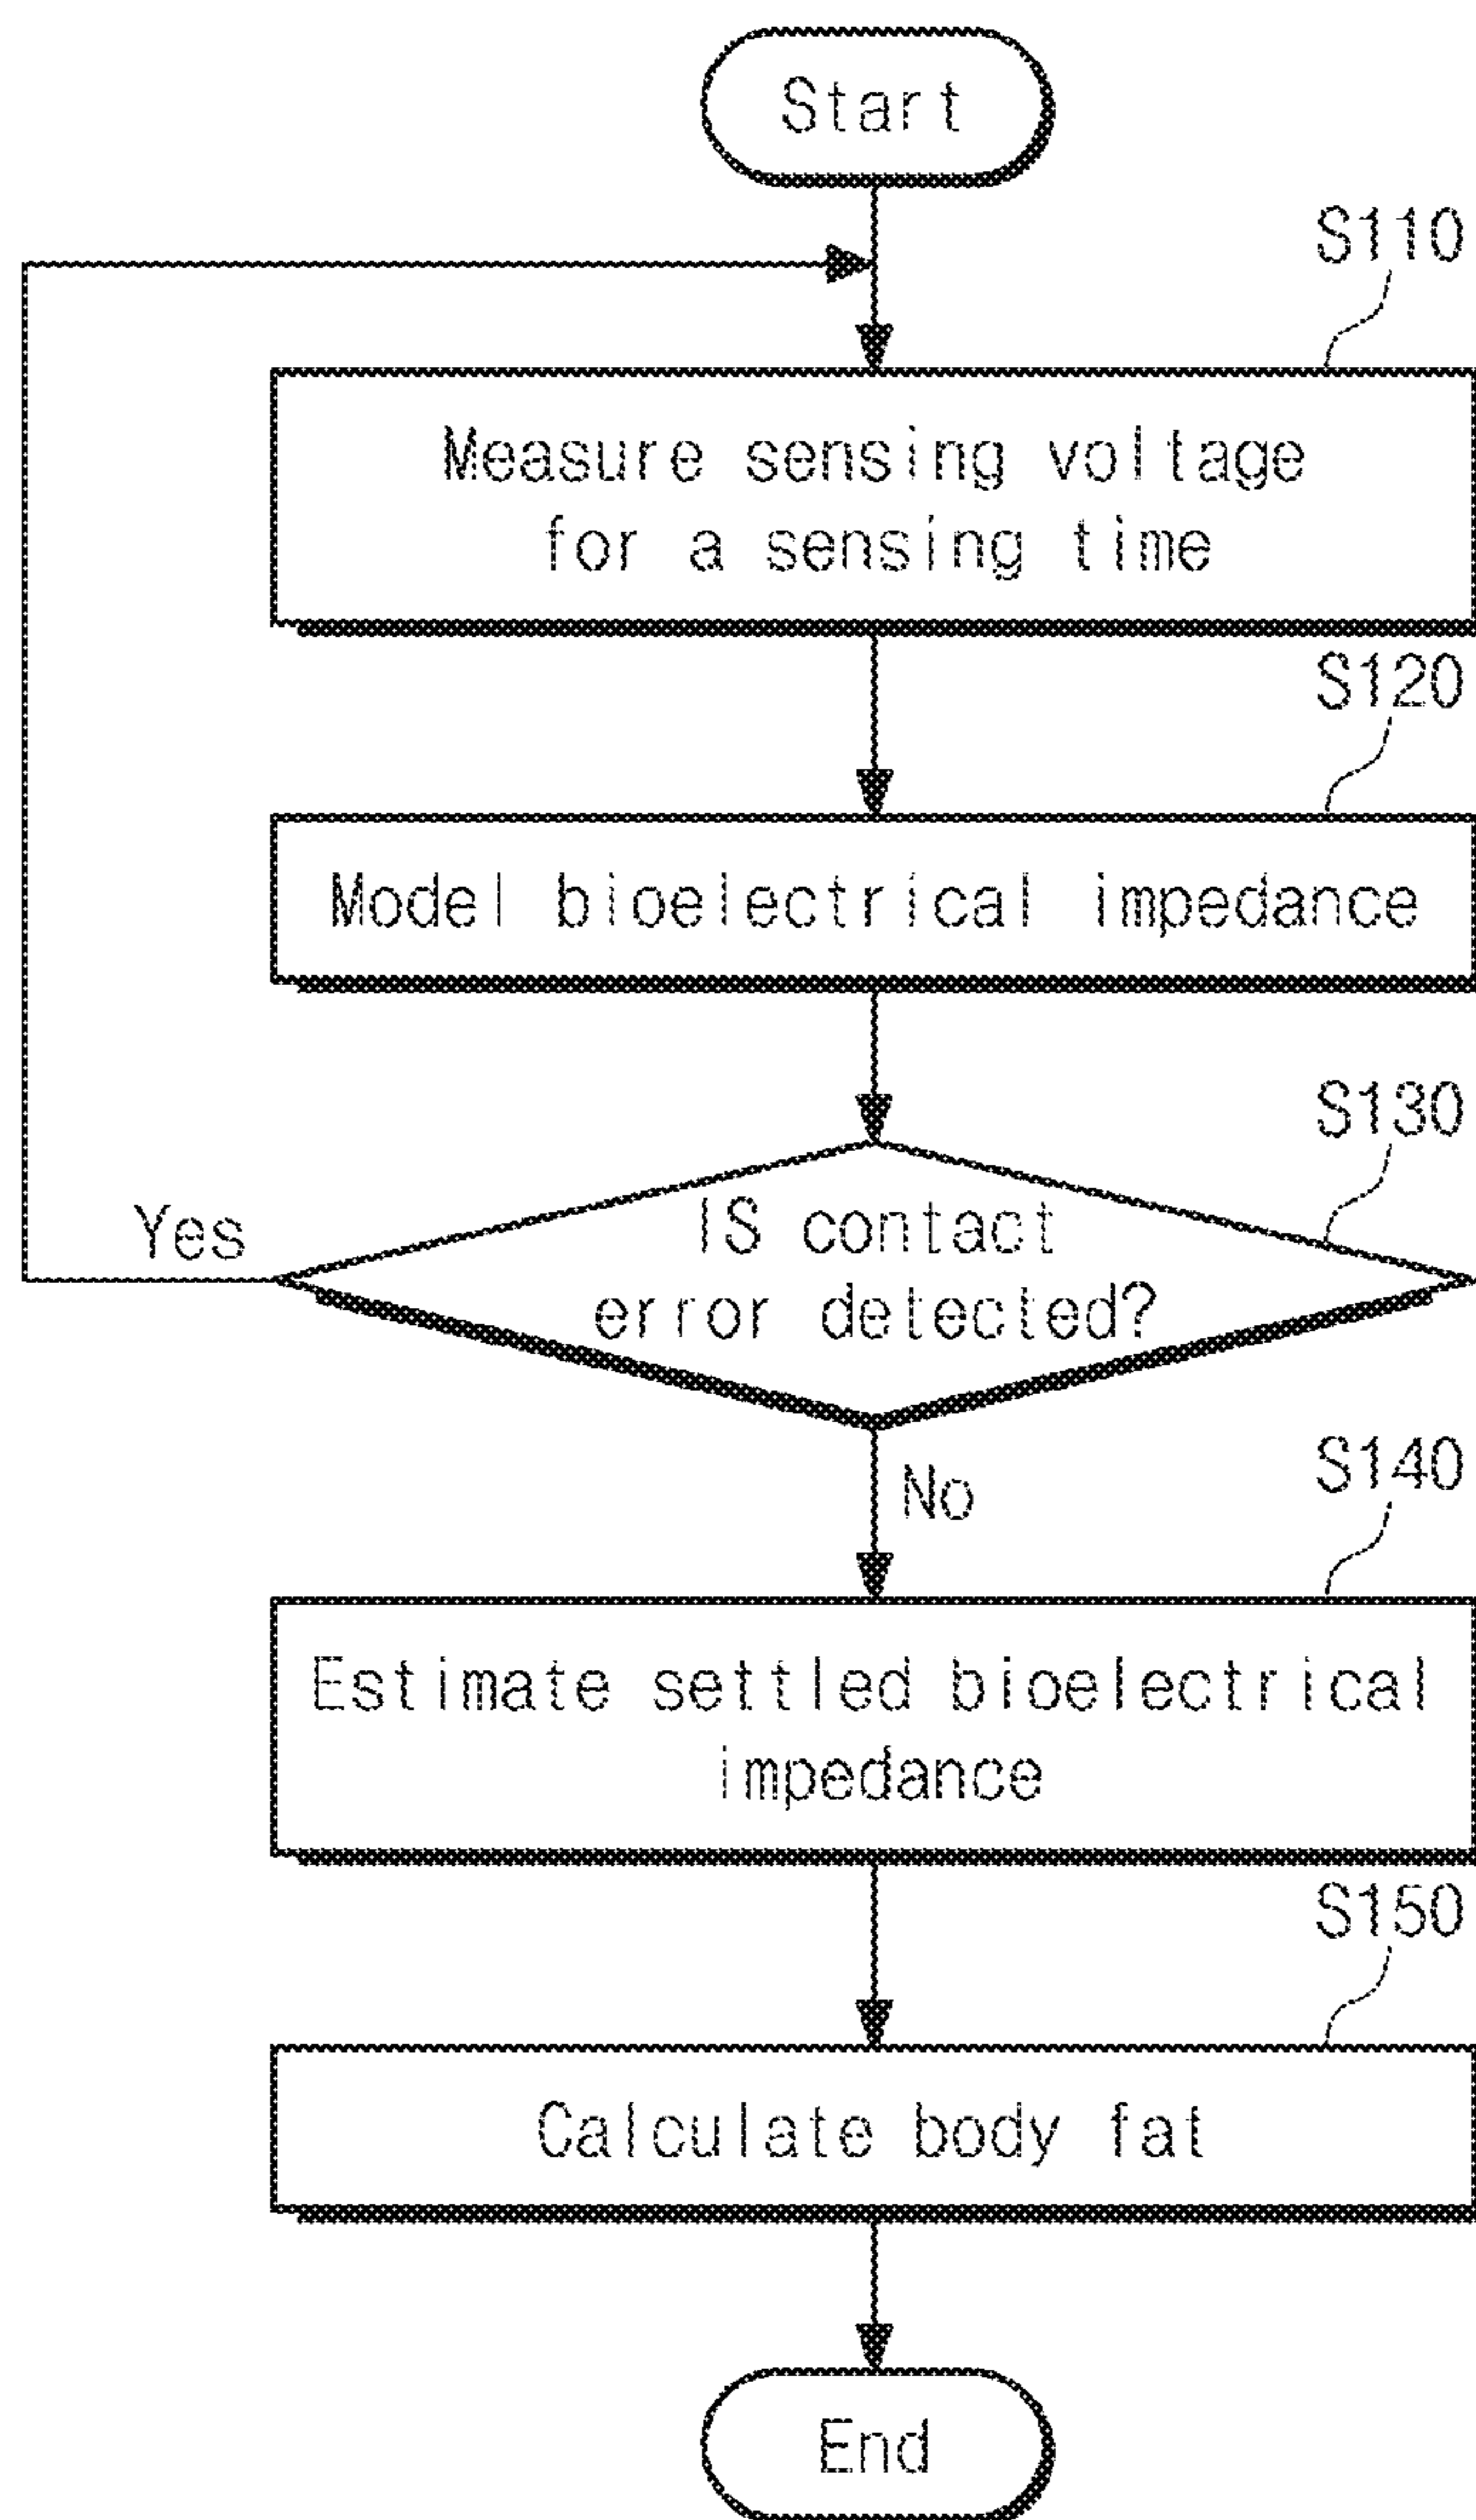 Start
S110
Measure sensing voltage
for a sensing time
S120
Model bioelectrical impedance
S130
IS contact
error detected?
Yes
No
S140
Estimate settled bioelectrical
impedance
S150
Calculate body fat
End